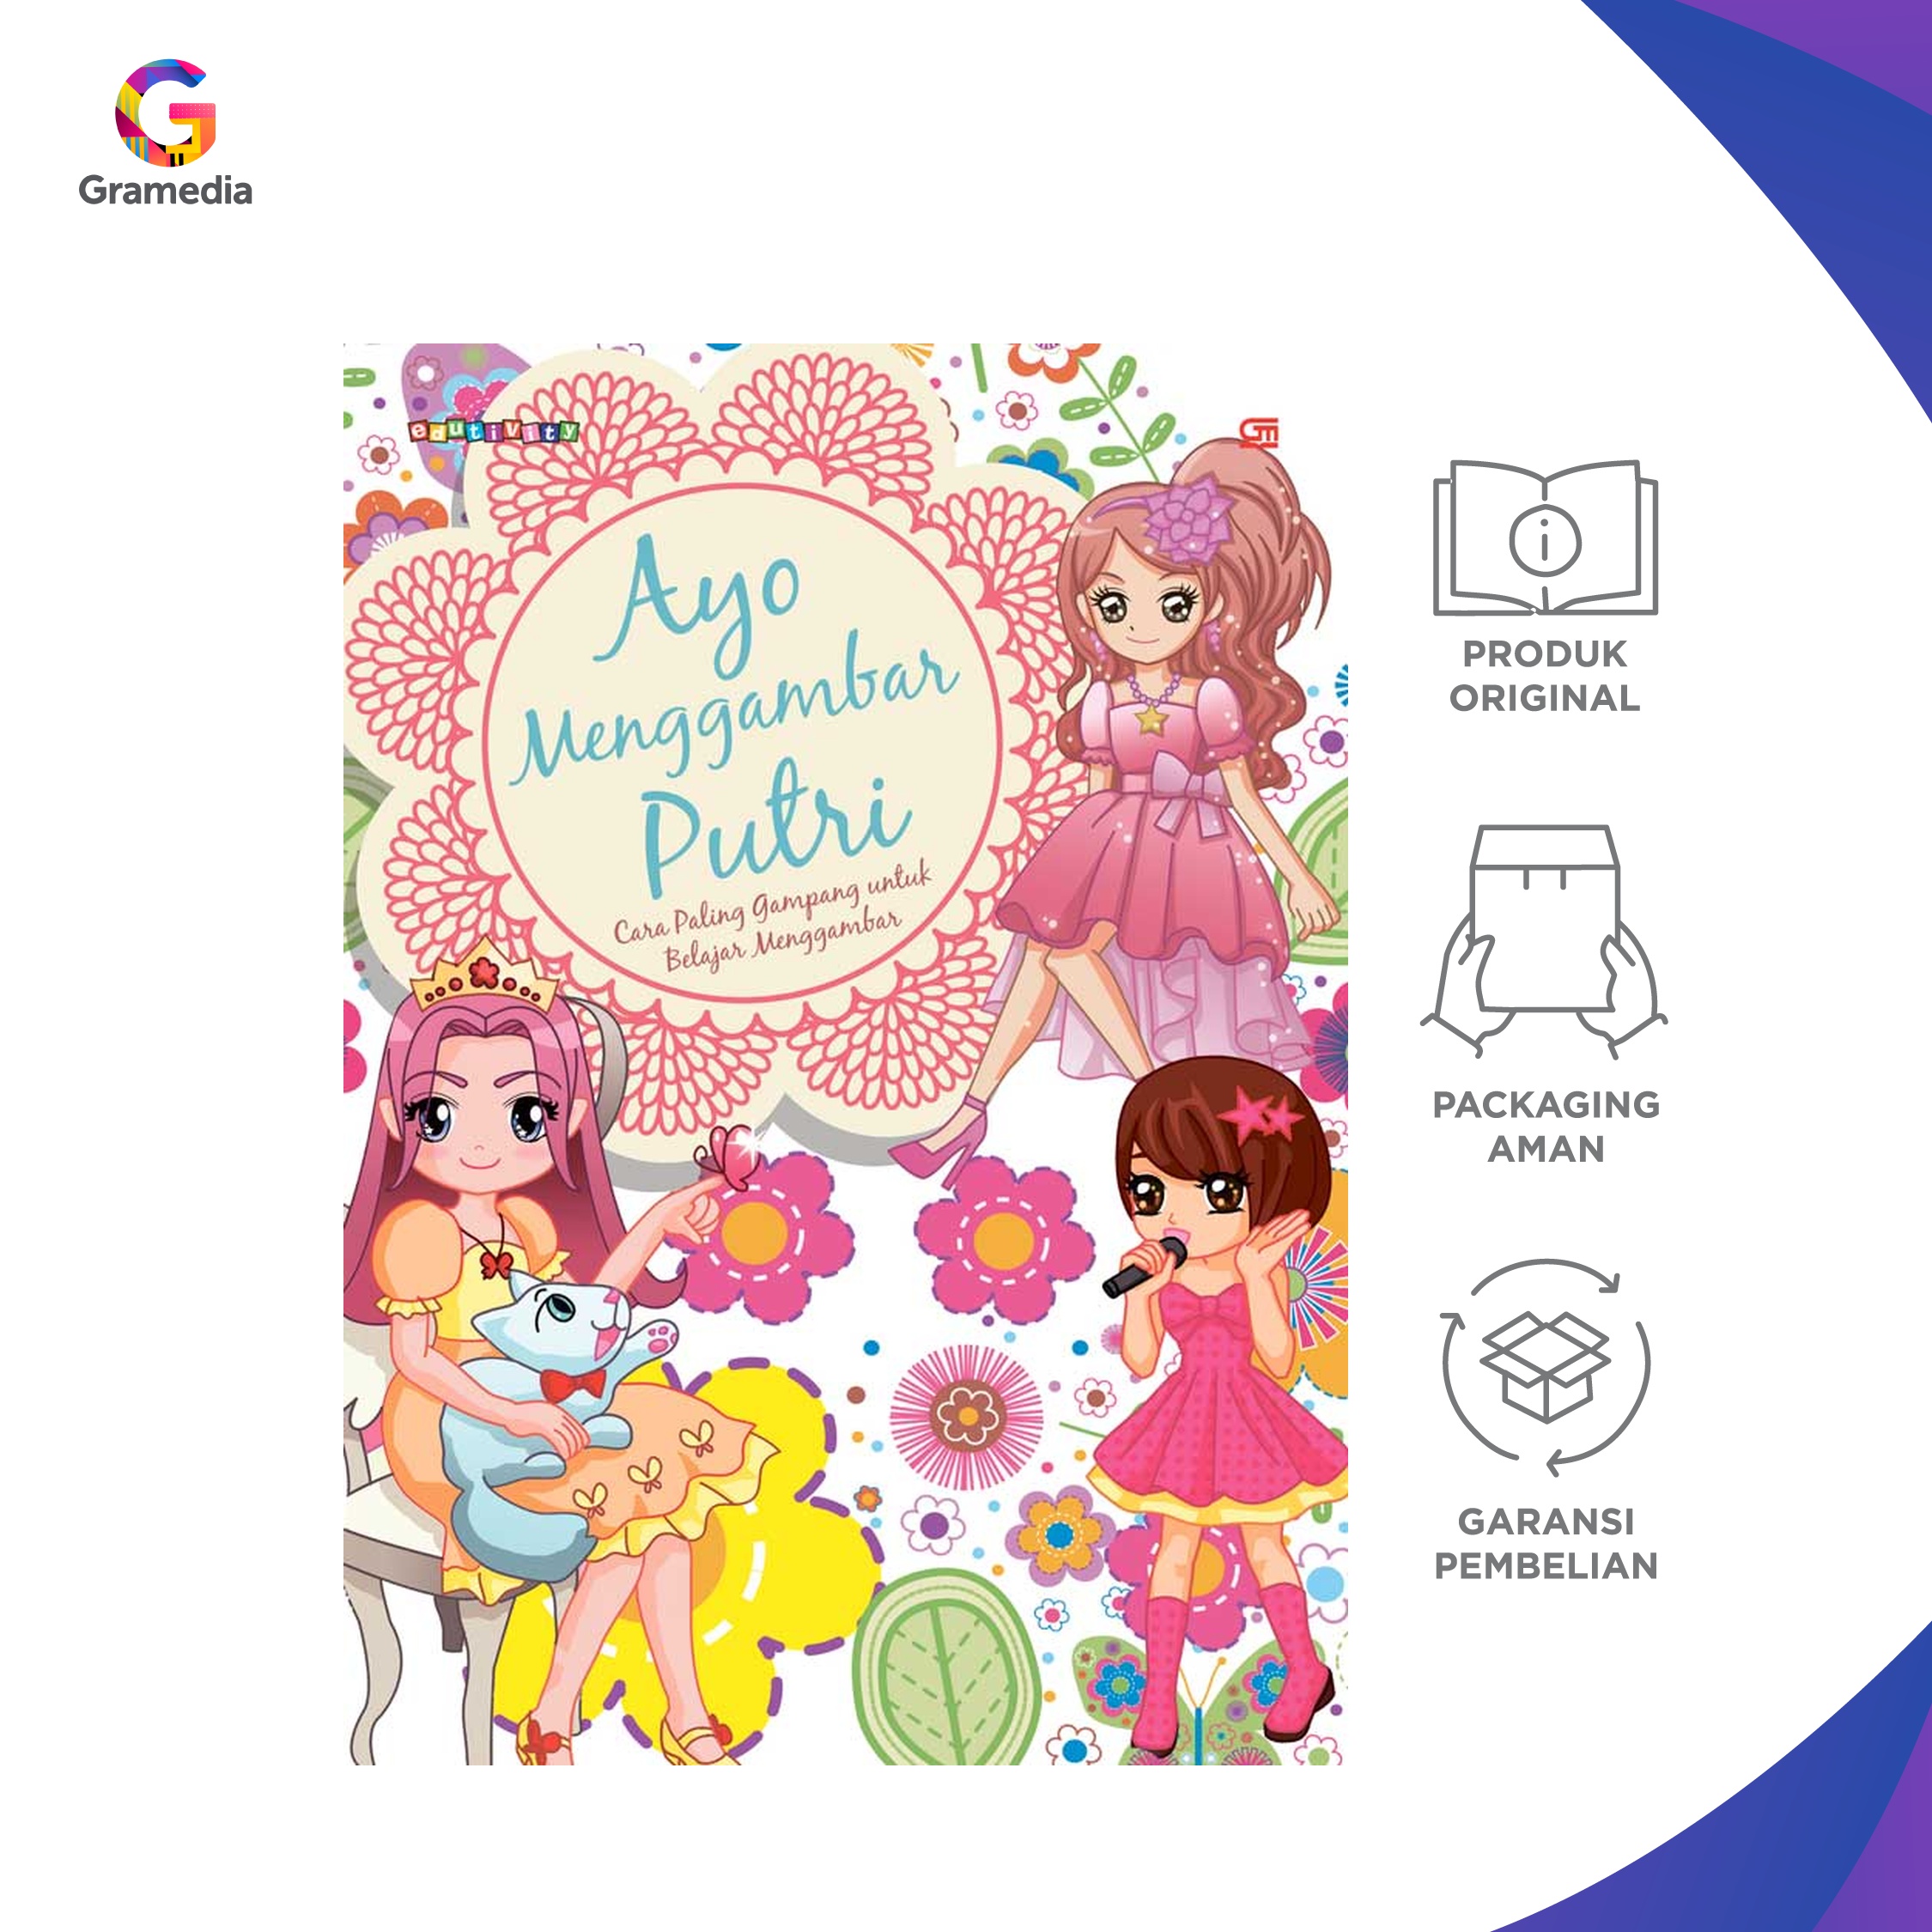 Gramedia
edutivity
Ayo
Menggambar
Putri
Cara Paling Gampang untuk
Belajar Menggambar
PRODUK
ORIGINAL
PACKAGING
AMAN
GARANSI
PEMBELIAN